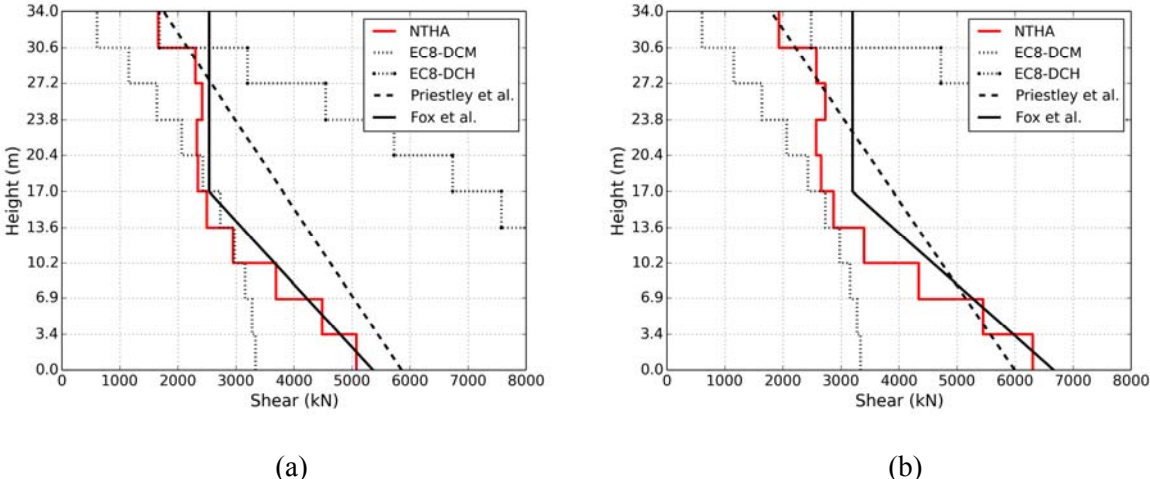 34.0
30.6
27.2
23.8
20.4
17.0
13.6
10.2
6.9
3.4
0.0
Height (m)
NTHA
EC8-DCM
EC8-DCH
Priestley et al.
Fox et al.
0 1000 2000 3000 4000 5000 6000 7000 8000
Shear (kN)
(a)
34.0
30.6
27.2
23.8
20.4
17.0
13.6
10.2
6.9
3.4
0.0
Height (m)
NTHA
EC8-DCM
EC8-DCH
Priestley et al.
Fox et al.
0 1000 2000 3000 4000 5000 6000 7000 8000
Shear (kN)
(b)